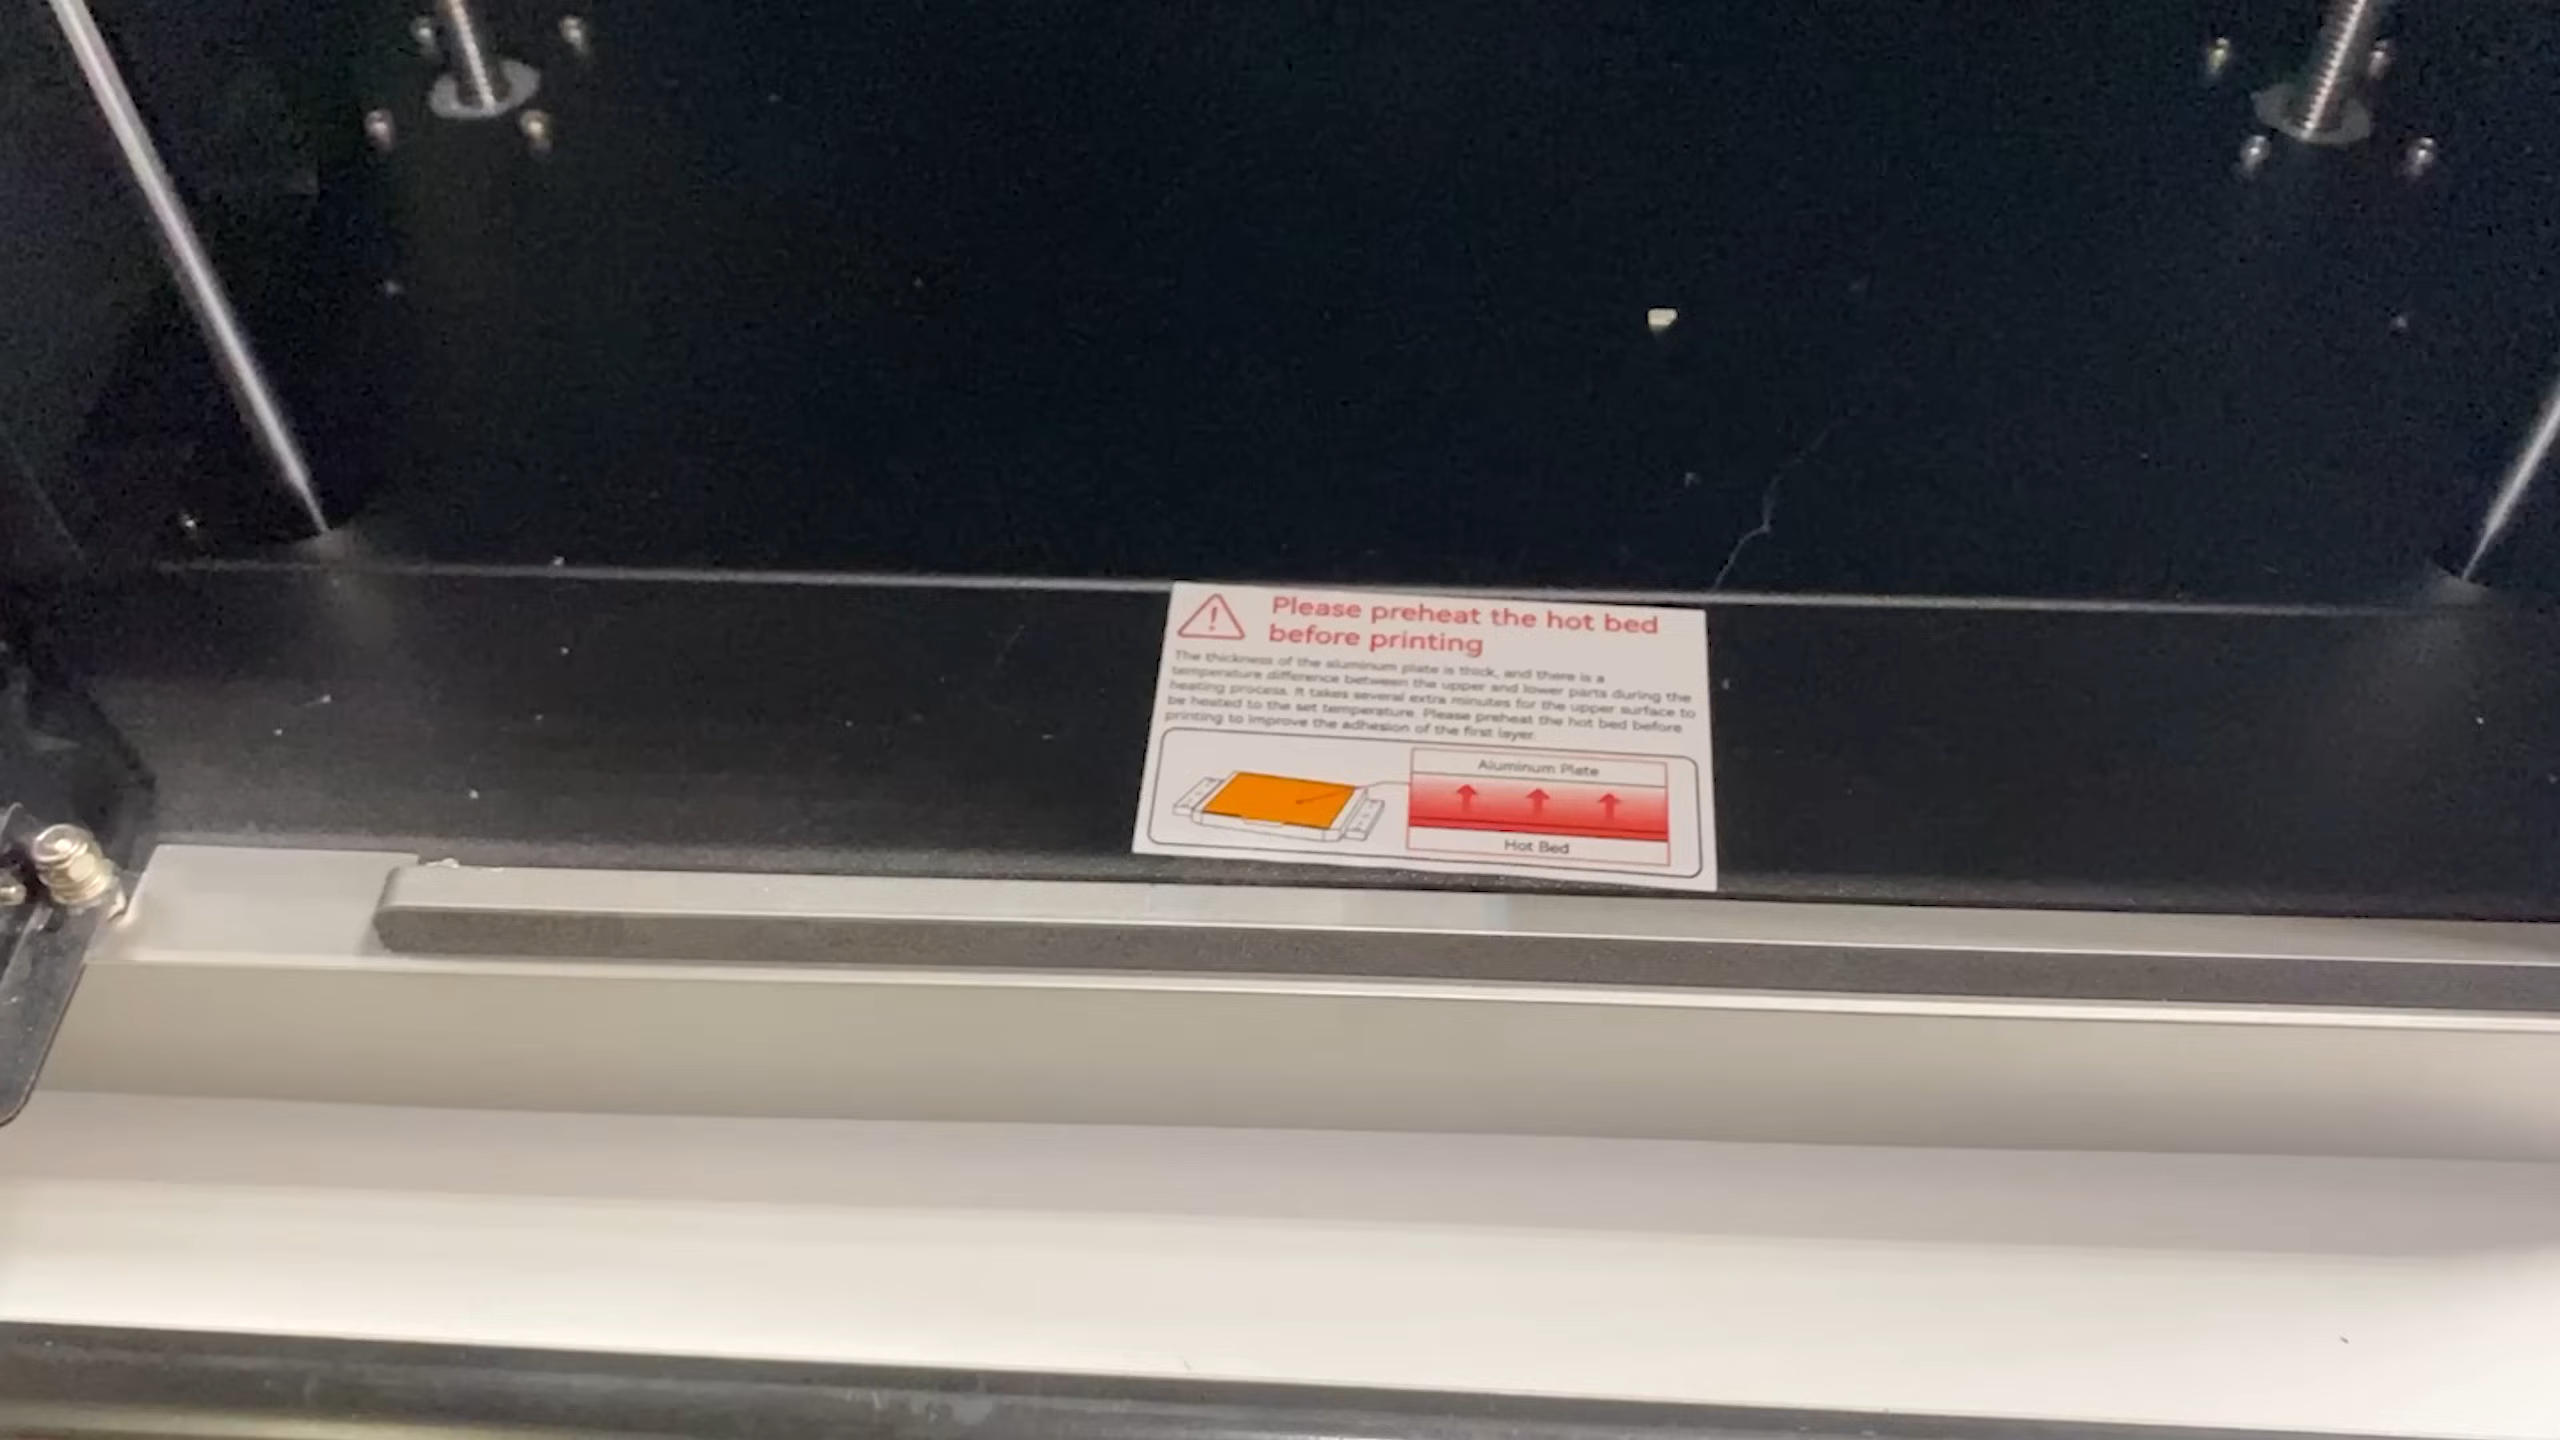 Please preheat the hot bed
before printing
The thickness of the aluminum plate is thick, and there is a
temperature difference between the upper and lower parts during the
heating process. It takes several extra minutes for the upper surface to
be heated to the set temperature. Please preheat the hot bed before
printing to improve the adhesion of the first layer.
Aluminum Plate
Hot Bed